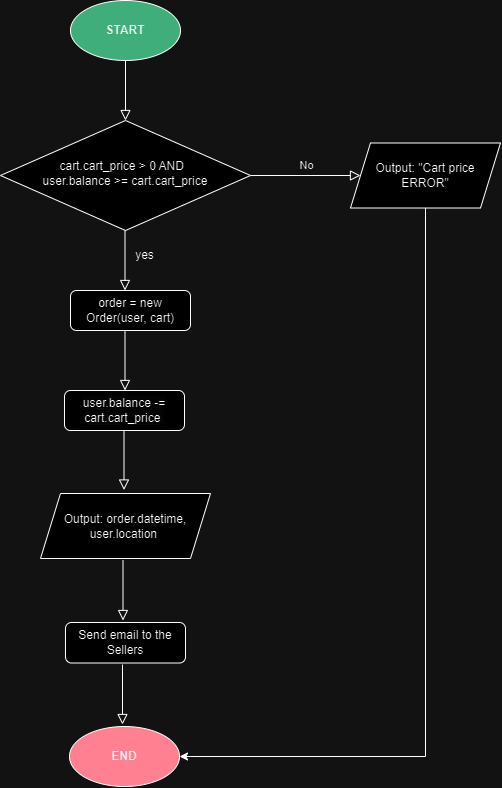 START
cart.cart_price > 0 AND
user.balance >= cart.cart_price
No
Output: "Cart price
ERROR"
yes
order = new
Order(user, cart)
user.balance -=
cart.cart_price
Output: order.datetime,
user.location
Send email to the
Sellers
END